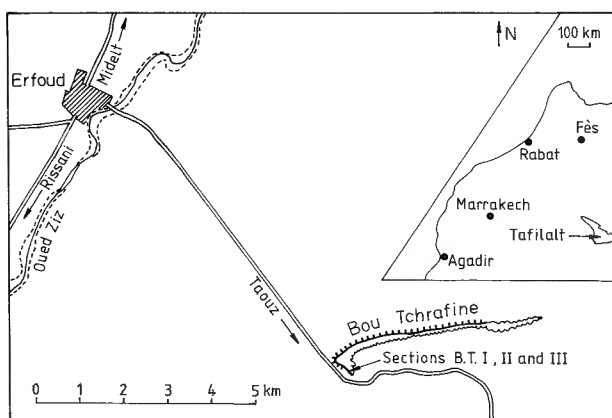 Erfoud
Midelt
Rissani
Oued Ziz
Taouz
Bou Tchrafine
Sections B.T. I, II and III
0 1 2 3 4 5 km
N
100 km
Fès
Rabat
Marrakech
Tafilalt
Agadir